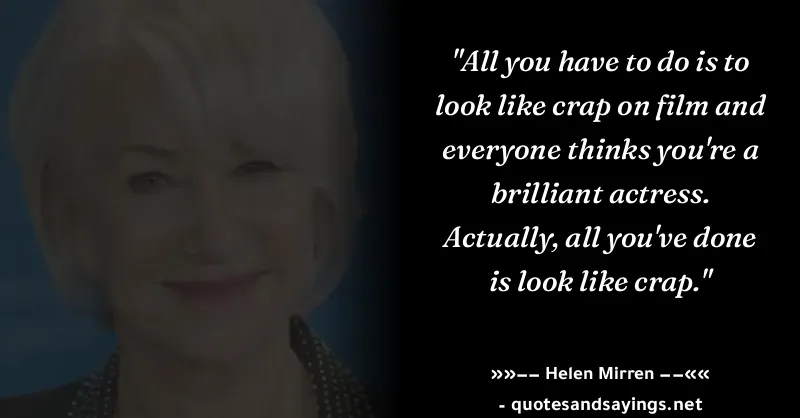 "All you have to do is to
look like crap on film and
everyone thinks you're a
brilliant actress.
Actually, all you've done
is look like crap."
»»−− Helen Mirren −−««
- quotesandsayings.net